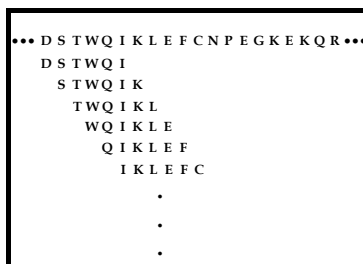 ••• D S T W Q I K L E F C N P E G K E K Q R •••
D S T W Q I
S T W Q I K
T W Q I K L
W Q I K L E
Q I K L E F
I K L E F C
•
•
•